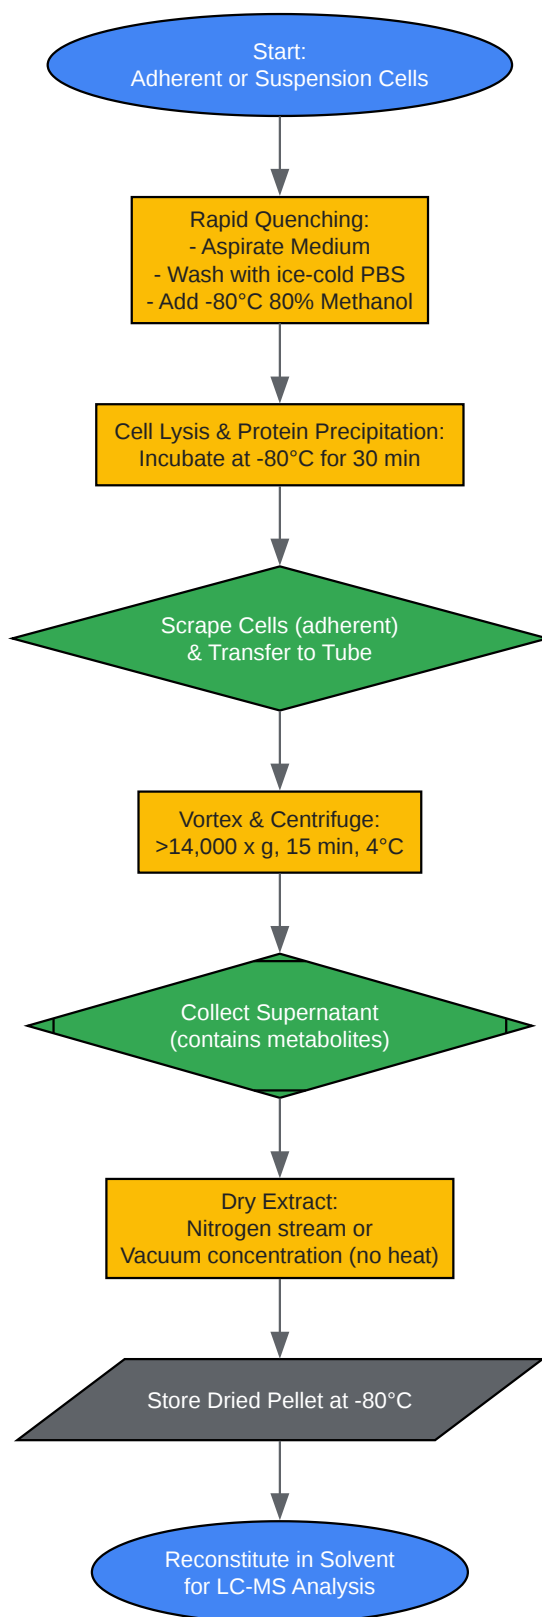 Start:
Adherent or Suspension Cells
Rapid Quenching:
- Aspirate Medium
- Wash with ice-cold PBS
- Add -80°C 80% Methanol
Cell Lysis & Protein Precipitation:
Incubate at -80°C for 30 min
Scrape Cells (adherent)
& Transfer to Tube
Vortex & Centrifuge:
>14,000 x g, 15 min, 4°C
Collect Supernatant
(contains metabolites)
Dry Extract:
Nitrogen stream or
Vacuum concentration (no heat)
Store Dried Pellet at -80°C
Reconstitute in Solvent
for LC-MS Analysis